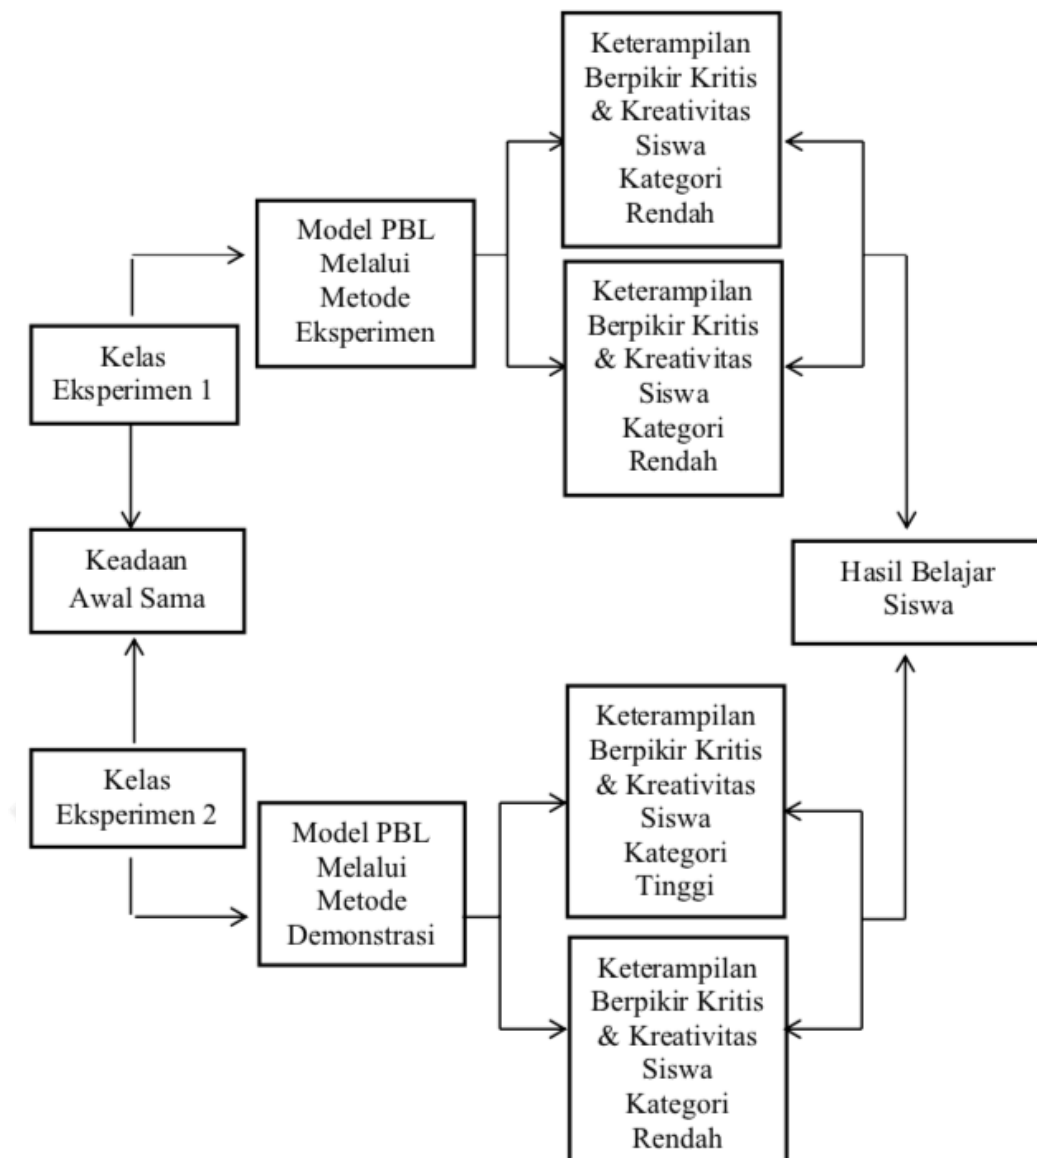 Keterampilan
Berpikir Kritis
& Kreativitas
Siswa
Kategori
Rendah
Model PBL
Melalui
Metode
Eksperimen
Keterampilan
Berpikir Kritis
& Kreativitas
Siswa
Kategori
Rendah
Kelas
Eksperimen 1
Keadaan
Awal Sama
Hasil Belajar
Siswa
Kelas
Eksperimen 2
Model PBL
Melalui
Metode
Demonstrasi
Keterampilan
Berpikir Kritis
& Kreativitas
Siswa
Kategori
Tinggi
Keterampilan
Berpikir Kritis
& Kreativitas
Siswa
Kategori
Rendah